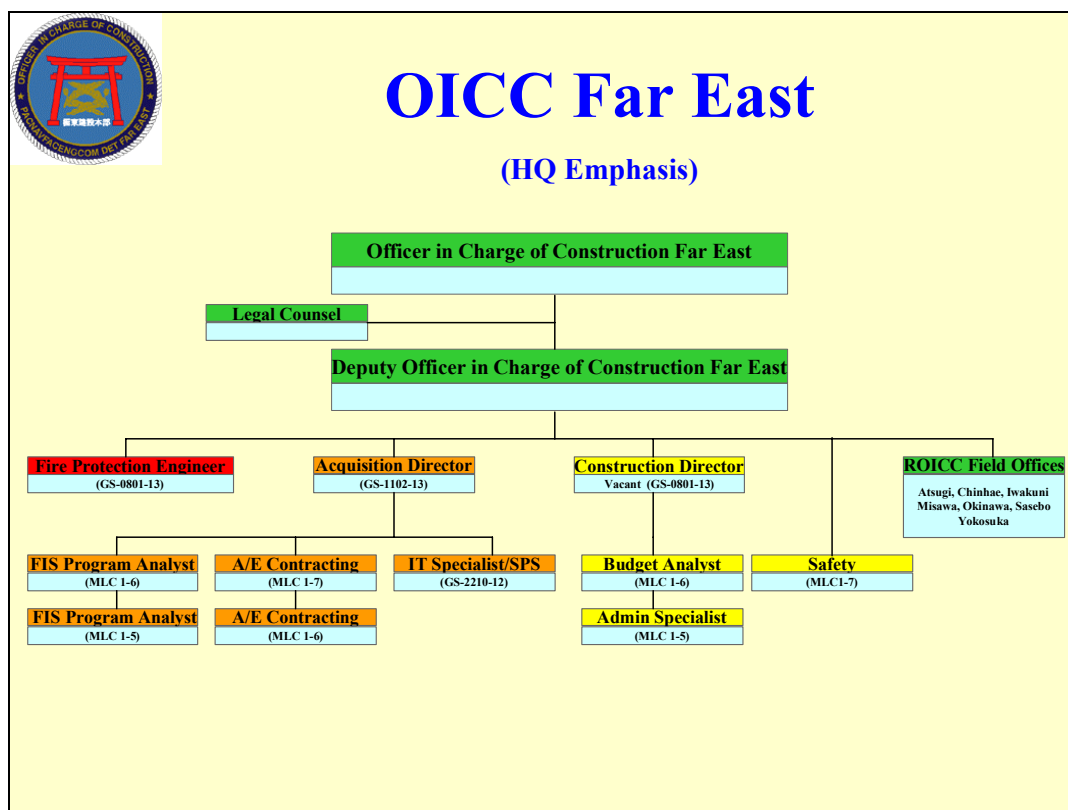 OFFICER IN CHARGE OF CONSTRUCTION
PACNAVFACENGCOM DET FAR EAST
OICC Far East
(HQ Emphasis)
Officer in Charge of Construction Far East
Legal Counsel
Deputy Officer in Charge of Construction Far East
Fire Protection Engineer
(GS-0801-13)
Acquisition Director
(GS-1102-13)
Construction Director
Vacant (GS-0801-13)
ROICC Field Offices
Atsugi, Chinhae, Iwakuni
Misawa, Okinawa, Sasebo
Yokosuka
FIS Program Analyst
(MLC 1-6)
A/E Contracting
(MLC 1-7)
IT Specialist/SPS
(GS-2210-12)
Budget Analyst
(MLC 1-6)
Safety
(MLC1-7)
FIS Program Analyst
(MLC 1-5)
A/E Contracting
(MLC 1-6)
Admin Specialist
(MLC 1-5)